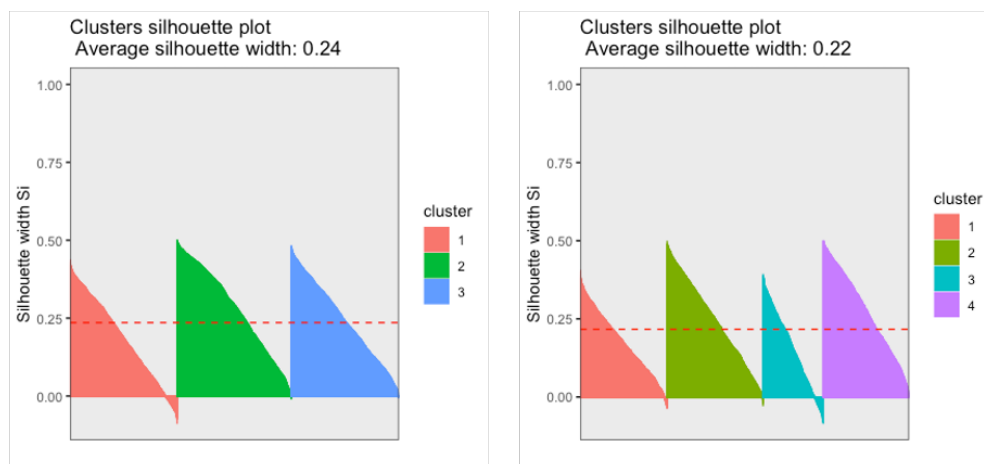 Clusters silhouette plot
Average silhouette width: 0.24
Silhouette width Si
1.00
0.75
0.50
0.25
0.00
cluster
1
2
3
Clusters silhouette plot
Average silhouette width: 0.22
Silhouette width Si
1.00
0.75
0.50
0.25
0.00
cluster
1
2
3
4